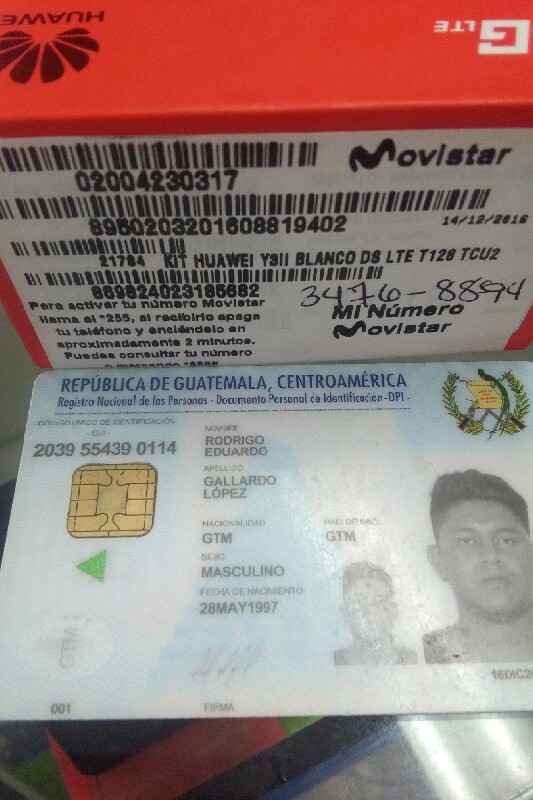 HUAWEI
G LTE
Movistar
02004230317
8950203201608819402
14/12/2016
21784 KIT HUAWEI Y3II BLANCO DS LTE T128 TCU2
869824023185682
3476-8894
Para activar tu número Movistar
llama al *255, al recibirlo apaga
tu teléfono y enciéndelo en
aproximadamente 2 minutos.
Puedes consultar tu número
Mi Número
Movistar
REPÚBLICA DE GUATEMALA, CENTROAMÉRICA
Registro Nacional de las Personas - Documento Personal de Identificación -DPI-
CÓDIGO ÚNICO DE IDENTIFICACIÓN
- CUI -
2039 55439 0114
NOMBRE
RODRIGO
EDUARDO
APELLIDO
GALLARDO
LÓPEZ
NACIONALIDAD
GTM
PAÍS DE NAC.
GTM
SEXO
MASCULINO
FECHA DE NACIMIENTO
28MAY1997
GTM
16DIC2
001
FIRMA